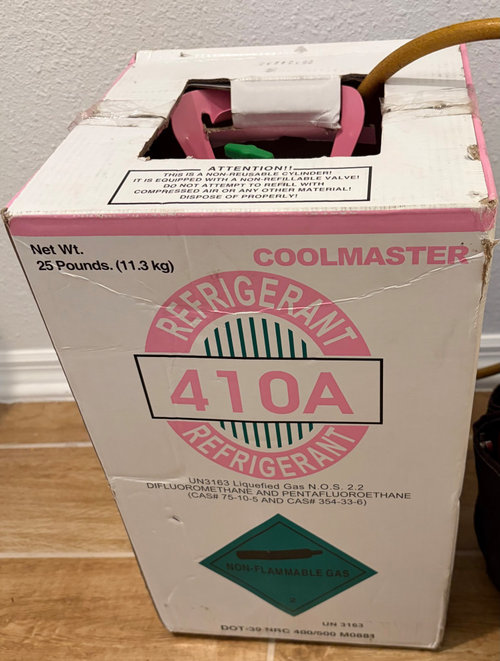 ATTENTION!!
THIS IS A NON-REUSABLE CYLINDER!
IT IS EQUIPPED WITH A NON-REFILLABLE VALVE!
DO NOT ATTEMPT TO REFILL WITH
COMPRESSED AIR OR ANY OTHER MATERIAL!
DISPOSE OF PROPERLY!
Net Wt.
25 Pounds. (11.3 kg)
COOLMASTER
REFRIGERANT
410A
REFRIGERANT
UN3163 Liquefied Gas N.O.S. 2.2
DIFLUOROMETHANE AND PENTAFLUOROETHANE
(CAS# 75-10-5 AND CAS# 354-33-6)
NON-FLAMMABLE GAS
2
UN 3163
DOT-39 NRC 400/500 M0881